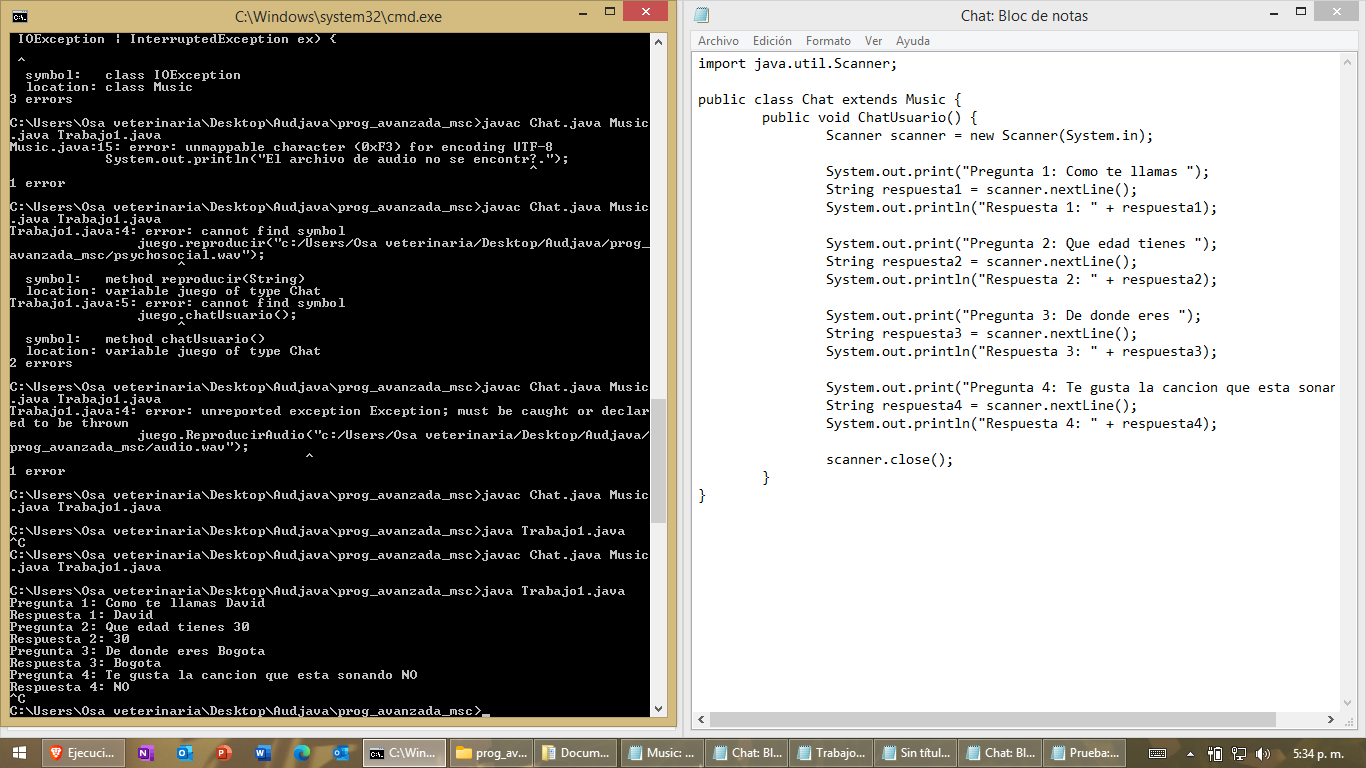 C:\Windows\system32\cmd.exe
IOException | InterruptedException ex) {
^
symbol:   class IOException
location: class Music
3 errors
C:\Users\Osa veterinaria\Desktop\Audjava\prog_avanzada_msc>javac Chat.java Music
.java Trabajo1.java
Music.java:15: error: unmappable character (0xF3) for encoding UTF-8
System.out.println("El archivo de audio no se encontr?.");
^
1 error
C:\Users\Osa veterinaria\Desktop\Audjava\prog_avanzada_msc>javac Chat.java Music
.java Trabajo1.java
Trabajo1.java:4: error: cannot find symbol
juego.reproducir("c:/Users/Osa veterinaria/Desktop/Audjava/prog_
avanzada_msc/psychosocial.wav");
^
symbol:   method reproducir(String)
location: variable juego of type Chat
Trabajo1.java:5: error: cannot find symbol
juego.chatUsuario();
^
symbol:   method chatUsuario()
location: variable juego of type Chat
2 errors
C:\Users\Osa veterinaria\Desktop\Audjava\prog_avanzada_msc>javac Chat.java Music
.java Trabajo1.java
Trabajo1.java:4: error: unreported exception Exception; must be caught or declar
ed to be thrown
juego.ReproducirAudio("c:/Users/Osa veterinaria/Desktop/Audjava/
prog_avanzada_msc/audio.wav");
^
1 error
C:\Users\Osa veterinaria\Desktop\Audjava\prog_avanzada_msc>javac Chat.java Music
.java Trabajo1.java
C:\Users\Osa veterinaria\Desktop\Audjava\prog_avanzada_msc>java Trabajo1.java
^C
C:\Users\Osa veterinaria\Desktop\Audjava\prog_avanzada_msc>javac Chat.java Music
.java Trabajo1.java
C:\Users\Osa veterinaria\Desktop\Audjava\prog_avanzada_msc>java Trabajo1.java
Pregunta 1: Como te llamas David
Respuesta 1: David
Pregunta 2: Que edad tienes 30
Respuesta 2: 30
Pregunta 3: De donde eres Bogota
Respuesta 3: Bogota
Pregunta 4: Te gusta la cancion que esta sonando NO
Respuesta 4: NO
^C
C:\Users\Osa veterinaria\Desktop\Audjava\prog_avanzada_msc>_
Chat: Bloc de notas
Archivo Edición Formato Ver Ayuda
import java.util.Scanner;
public class Chat extends Music {
public void ChatUsuario() {
Scanner scanner = new Scanner(System.in);
System.out.print("Pregunta 1: Como te llamas ");
String respuesta1 = scanner.nextLine();
System.out.println("Respuesta 1: " + respuesta1);
System.out.print("Pregunta 2: Que edad tienes ");
String respuesta2 = scanner.nextLine();
System.out.println("Respuesta 2: " + respuesta2);
System.out.print("Pregunta 3: De donde eres ");
String respuesta3 = scanner.nextLine();
System.out.println("Respuesta 3: " + respuesta3);
System.out.print("Pregunta 4: Te gusta la cancion que esta sonar
String respuesta4 = scanner.nextLine();
System.out.println("Respuesta 4: " + respuesta4);
scanner.close();
}
}
Ejecuci... C:\Win... prog_av... Docum... Music: ... Chat: Bl... Trabajo... Sin títul... Chat: Bl... Prueba:... 5:34 p. m.